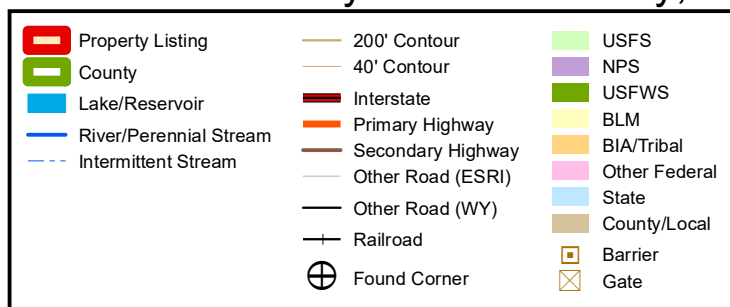 Property Listing
County
Lake/Reservoir
River/Perennial Stream
Intermittent Stream
200' Contour
40' Contour
Interstate
Primary Highway
Secondary Highway
Other Road (ESRI)
Other Road (WY)
Railroad
Found Corner
USFS
NPS
USFWS
BLM
BIA/Tribal
Other Federal
State
County/Local
Barrier
Gate